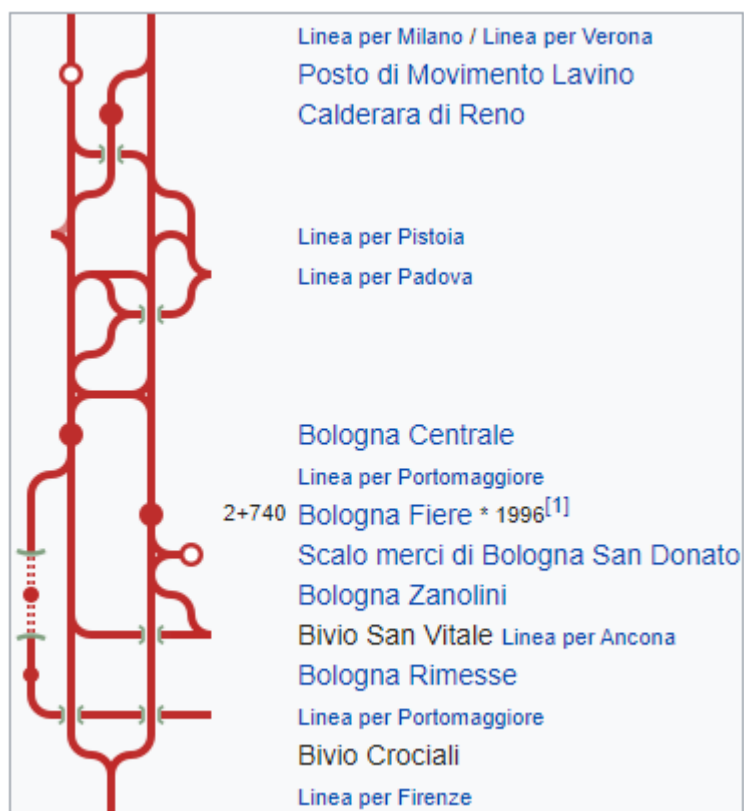 Linea per Milano / Linea per Verona
Posto di Movimento Lavino
Calderara di Reno
Linea per Pistoia
Linea per Padova
Bologna Centrale
Linea per Portomaggiore
2+740 Bologna Fiere * 1996[1]
Scalo merci di Bologna San Donato
Bologna Zanolini
Bivio San Vitale Linea per Ancona
Bologna Rimesse
Linea per Portomaggiore
Bivio Crociali
Linea per Firenze